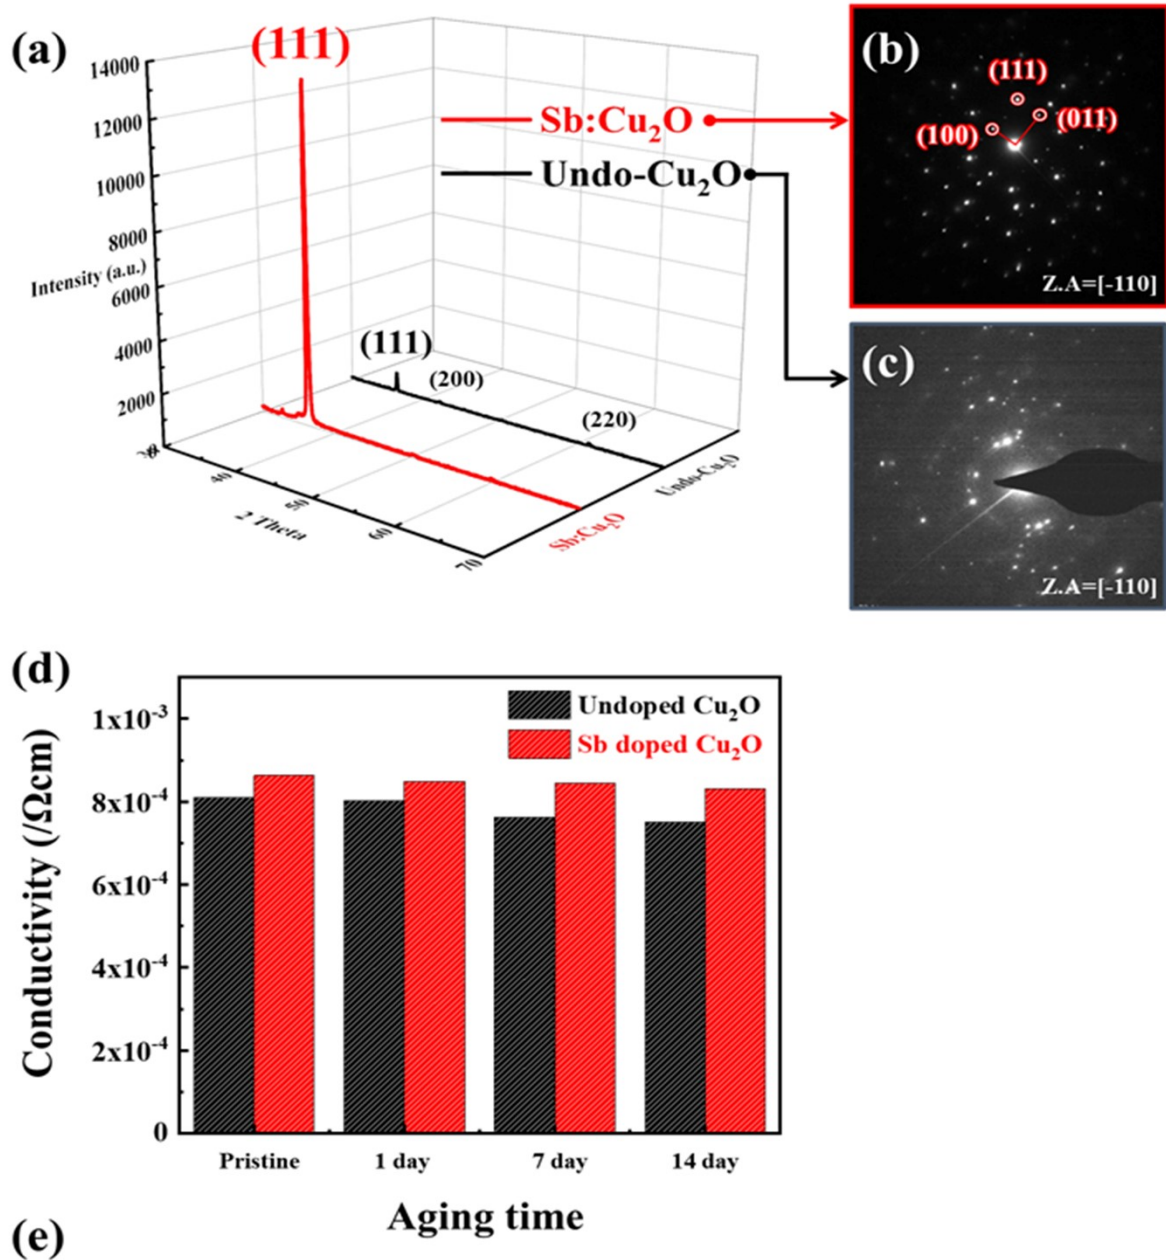 (a)
14000
12000
10000
8000
Intensity (a.u.)
6000
4000
2000
40
50
60
70
2 Theta
(111)
Sb:Cu₂O
Undo-Cu₂O
(111)
(200)
(220)
Sb:Cu₂O
Undo-Cu₂O
(b)
(111)
(100)
(011)
Z.A=[-110]
(c)
Z.A=[-110]
(d)
Conductivity (/Ωcm)
1x10⁻³
8x10⁻⁴
6x10⁻⁴
4x10⁻⁴
2x10⁻⁴
0
Undoped Cu₂O
Sb doped Cu₂O
Pristine
1 day
7 day
14 day
Aging time
(e)